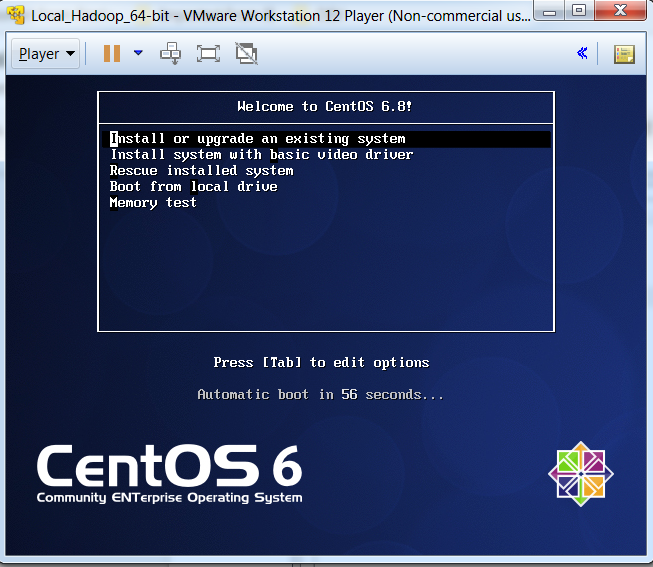 Local_Hadoop_64-bit - VMware Workstation 12 Player (Non-commercial us...
Player
Welcome to CentOS 6.8!
Install or upgrade an existing system
Install system with basic video driver
Rescue installed system
Boot from local drive
Memory test
Press [Tab] to edit options
Automatic boot in 56 seconds...
CentOS 6
Community ENTerprise Operating System